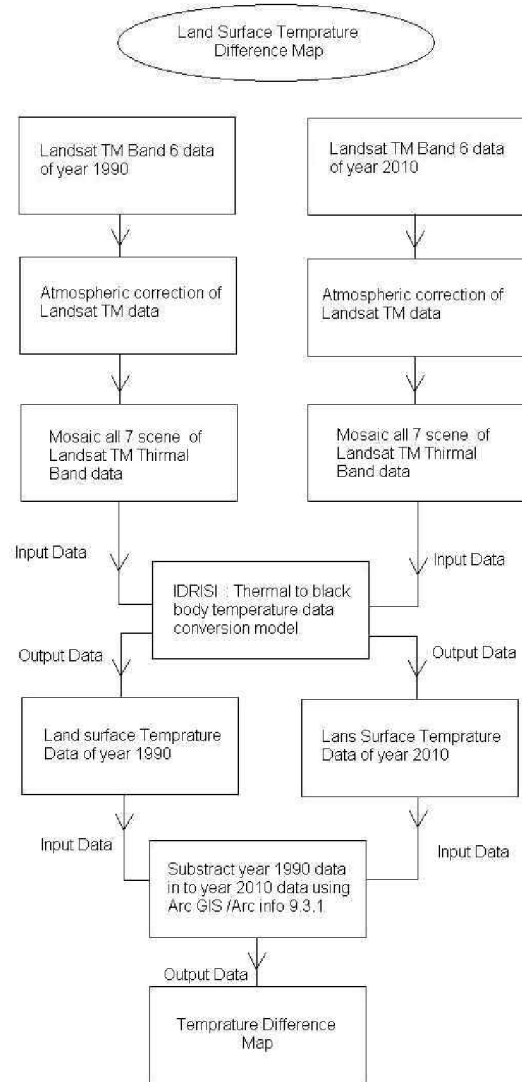 Land Surface Temprature
Difference Map
Landsat TM Band 6 data
of year 1990
Landsat TM Band 6 data
of year 2010
Atmospheric correction of
Landsat TM data
Atmospheric correction of
Landsat TM data
Mosaic all 7 scene of
Landsat TM Thirmal
Band data
Mosaic all 7 scene of
Landsat TM Thirmal
Band data
Input Data
Input Data
IDRISI : Thermal to black
body temperature data
conversion model
Output Data
Output Data
Land surface Temprature
Data of year 1990
Lans Surface Temprature
Data of year 2010
Input Data
Input Data
Substract year 1990 data
in to year 2010 data using
Arc GIS /Arc info 9.3.1
Output Data
Temprature Difference
Map